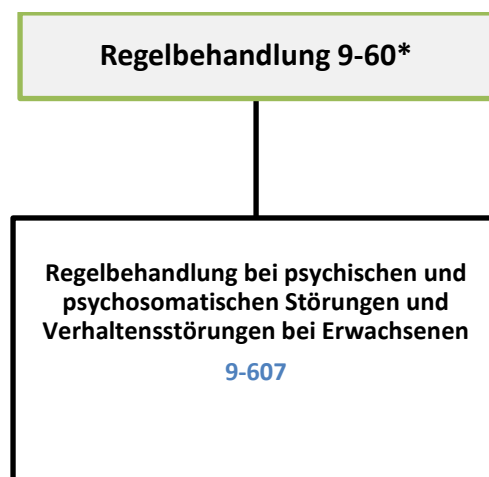 Regelbehandlung 9-60*
Regelbehandlung bei psychischen und
psychosomatischen Störungen und
Verhaltensstörungen bei Erwachsenen
9-607